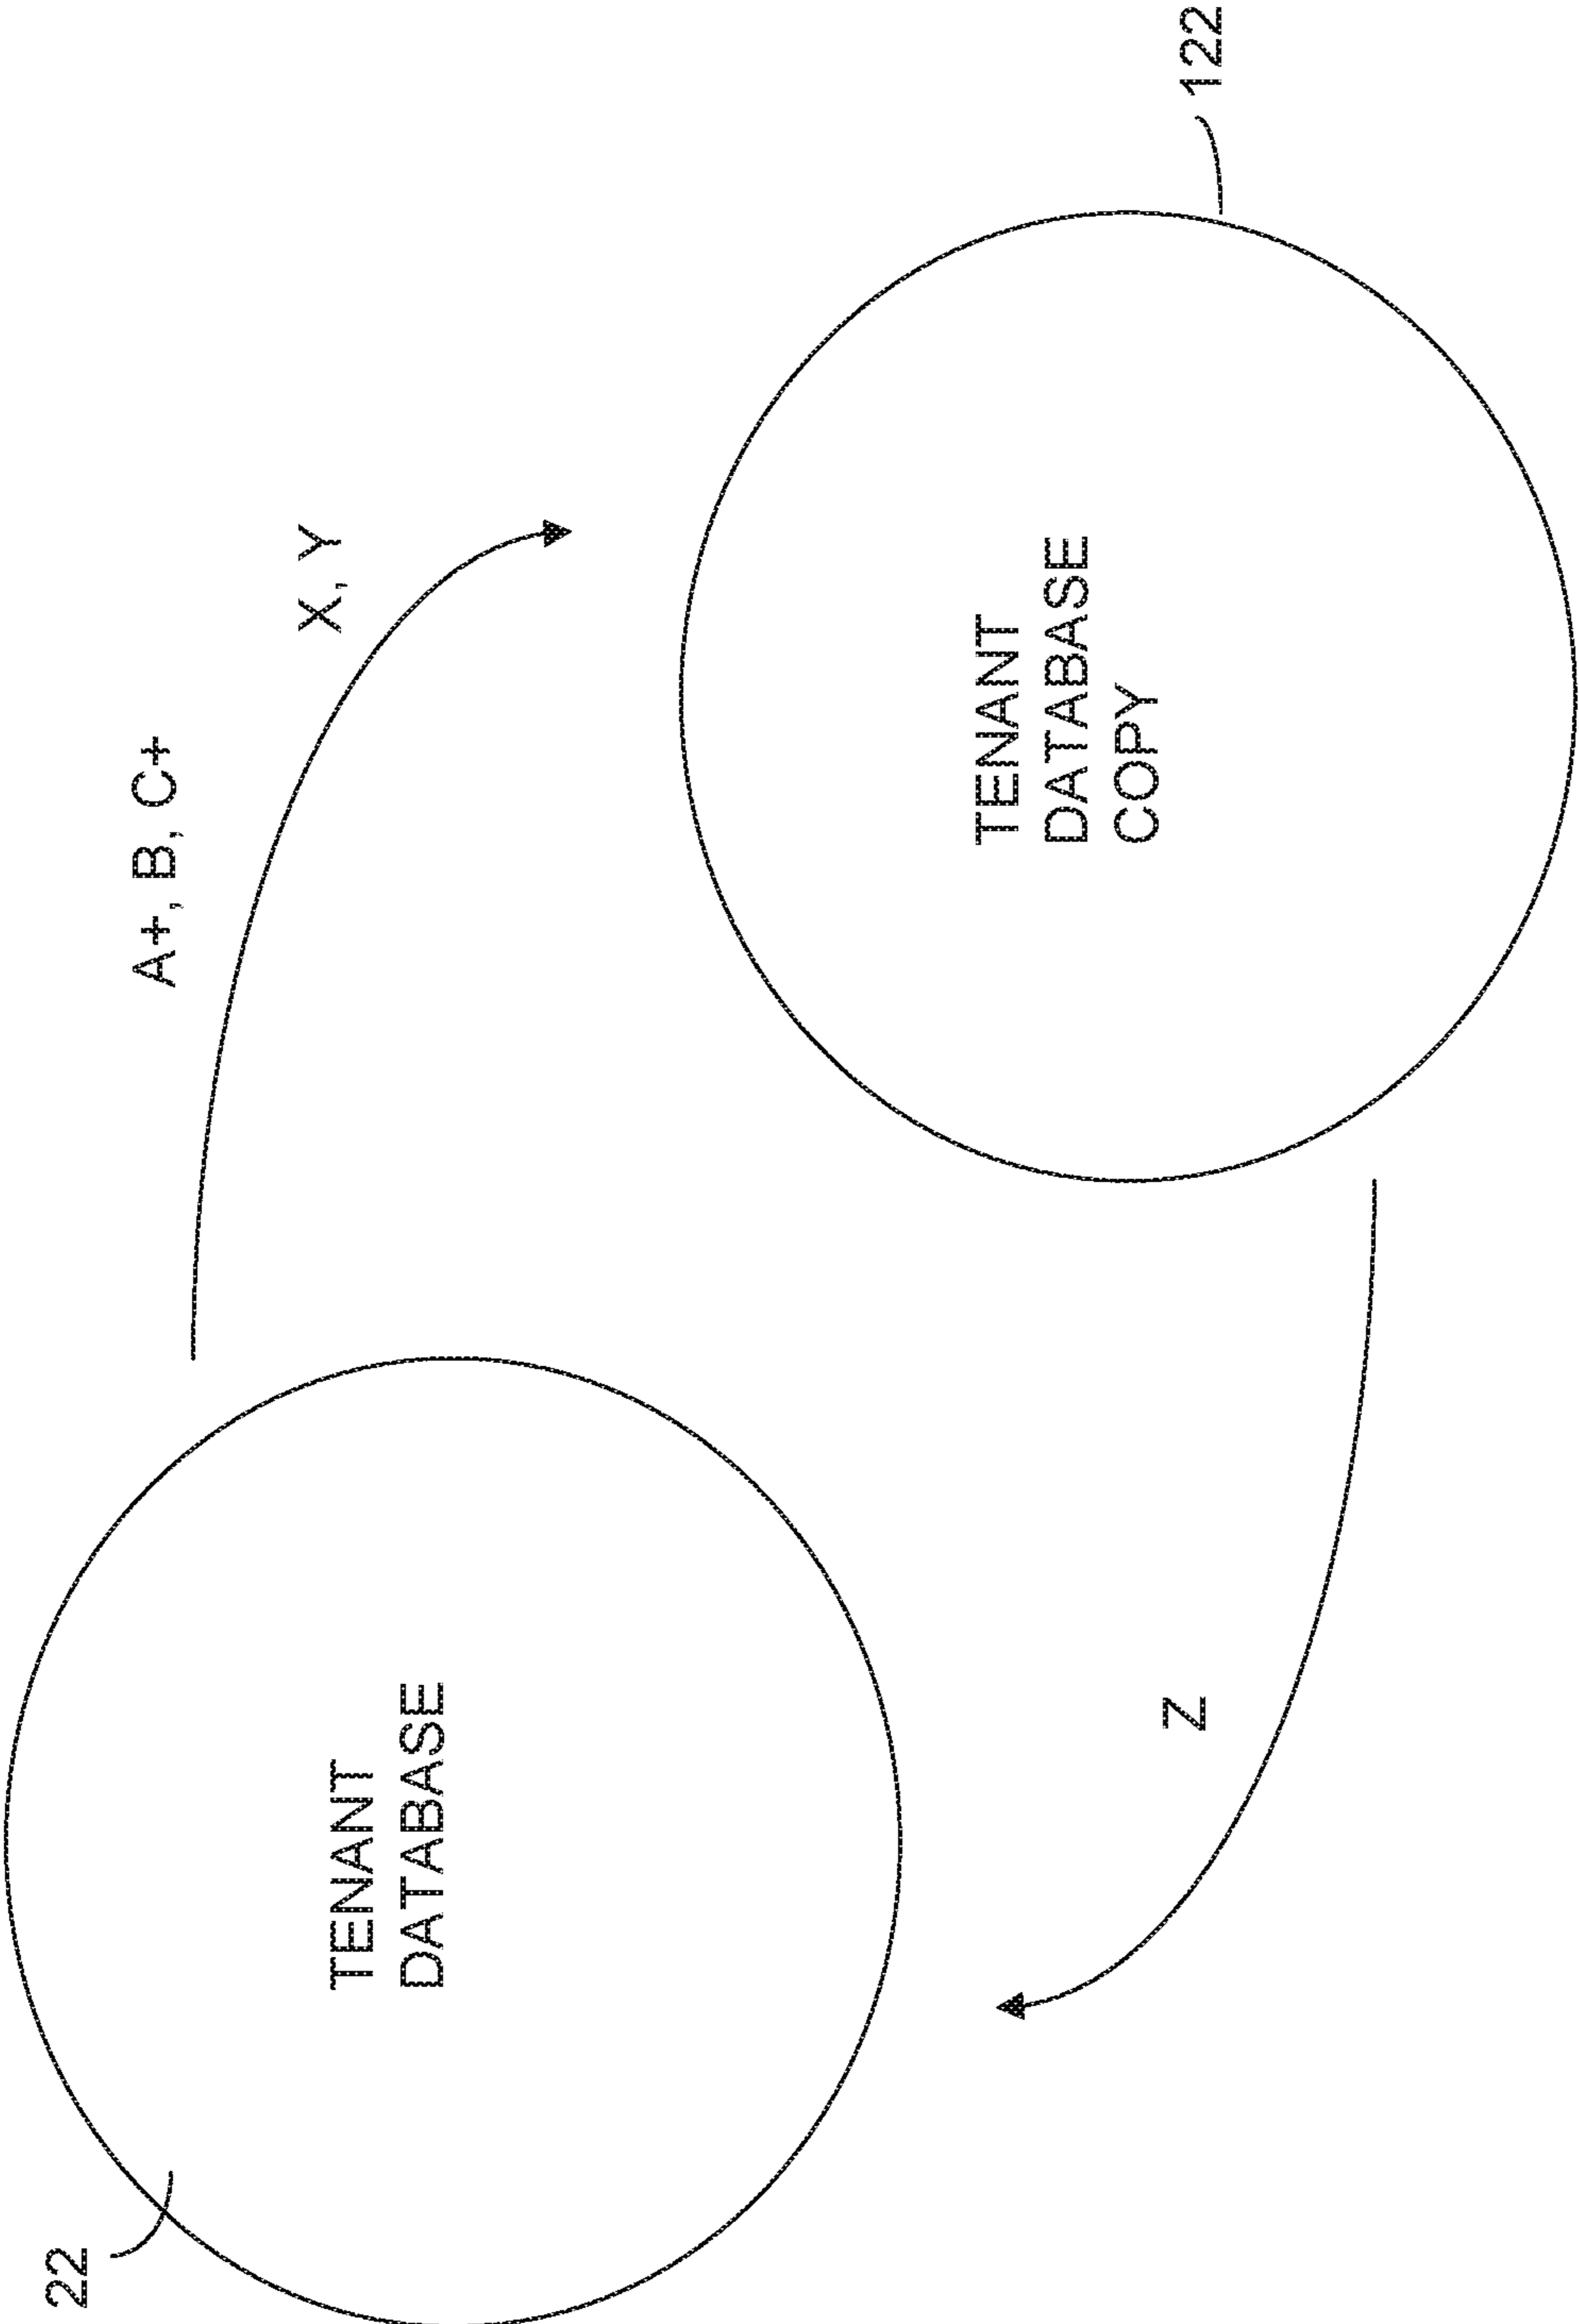 22
TENANT
DATABASE
A+, B, C+
X, Y
TENANT
DATABASE
COPY
122
Z